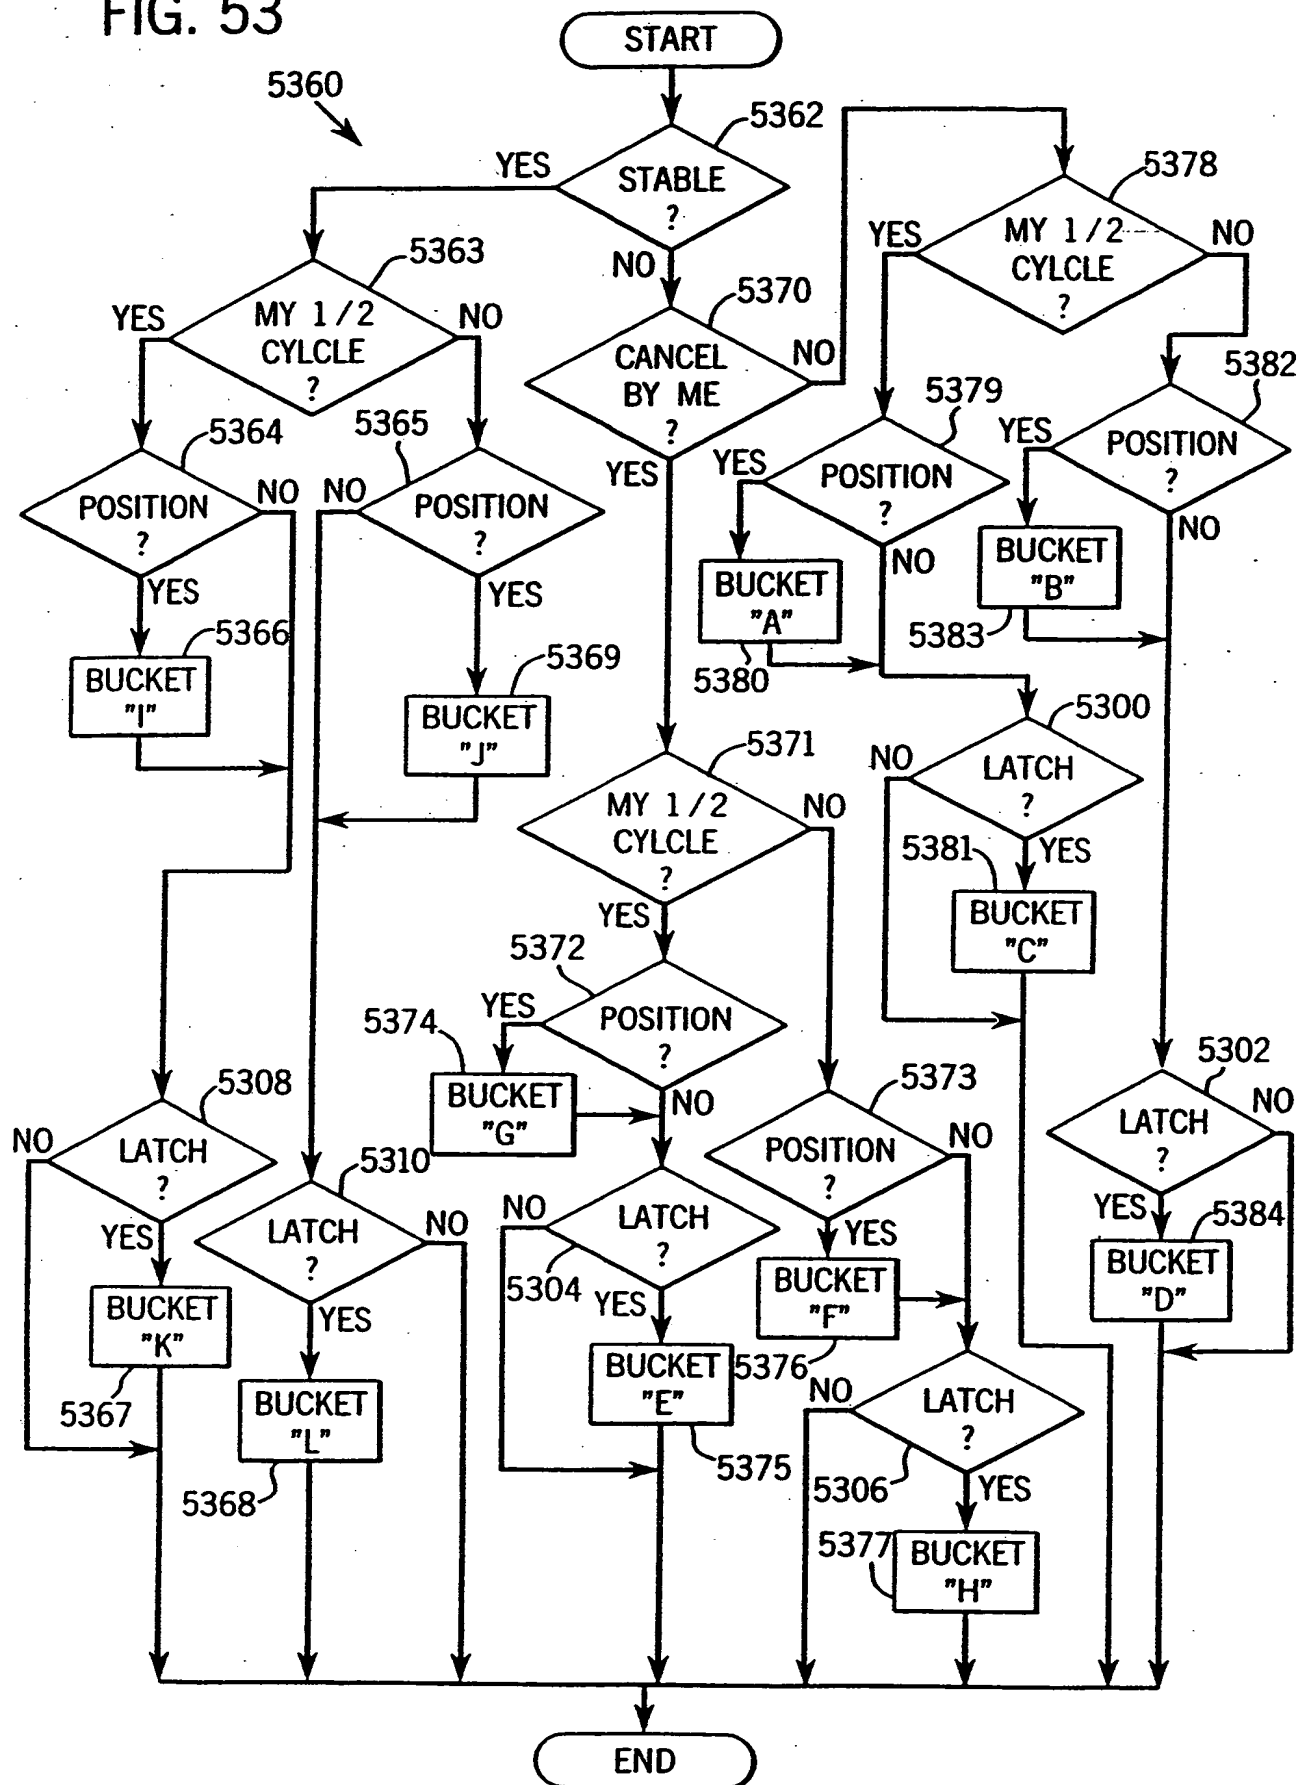 FIG. 53
START
5360
5362
YES
STABLE
?
NO
5378
MY 1/2
CYLCLE
?
YES
NO
5363
MY 1/2
CYLCLE
?
YES
NO
5370
CANCEL
BY ME
?
NO
YES
5382
POSITION
?
YES
NO
5379
POSITION
?
YES
NO
5364
POSITION
?
NO
YES
5365
NO
POSITION
?
YES
BUCKET
"A"
5380
BUCKET
"B"
5383
5366
BUCKET
"I"
5369
BUCKET
"J"
5300
LATCH
?
NO
YES
5371
MY 1/2
CYLCLE
?
NO
YES
5381
BUCKET
"C"
5372
POSITION
?
YES
NO
5374
BUCKET
"G"
5302
LATCH
?
NO
YES
5373
POSITION
?
NO
YES
5308
LATCH
?
NO
YES
5310
LATCH
?
NO
YES
LATCH
?
NO
5304
YES
5384
BUCKET
"D"
BUCKET
"F"
5376
BUCKET
"K"
5367
BUCKET
"E"
5375
BUCKET
"L"
5368
NO
LATCH
?
5306
YES
5377
BUCKET
"H"
END